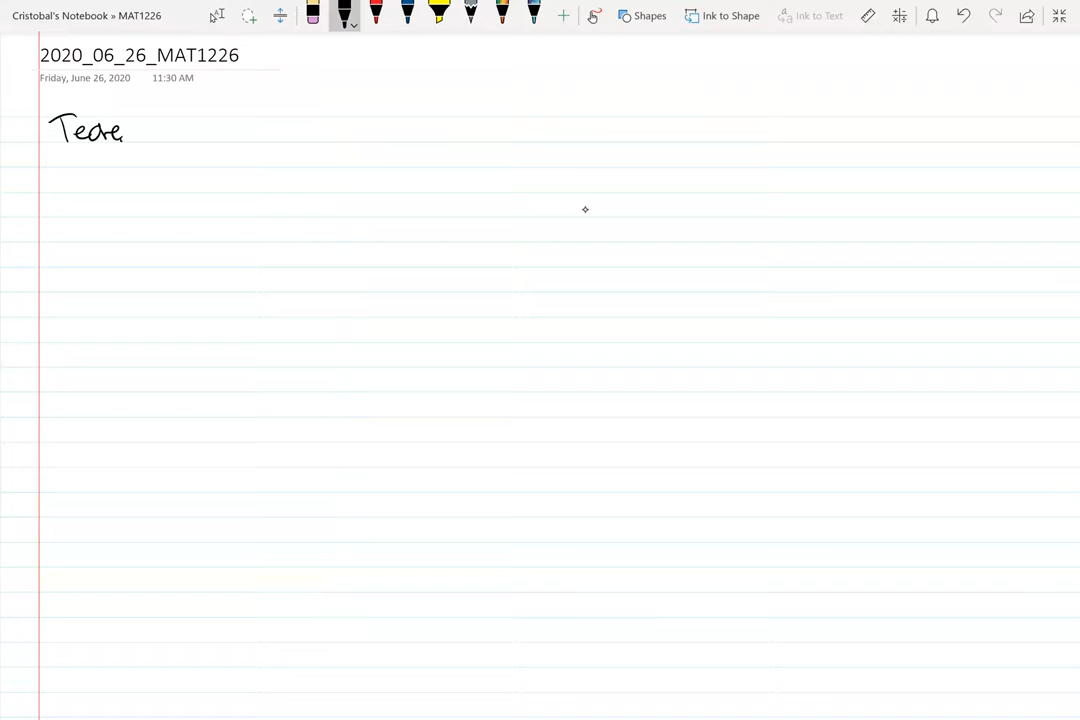 Cristobal's Notebook » MAT1226
Shapes
Ink to Shape
Ink to Text
2020_06_26_MAT1226
Friday, June 26, 2020 11:30 AM
Teore